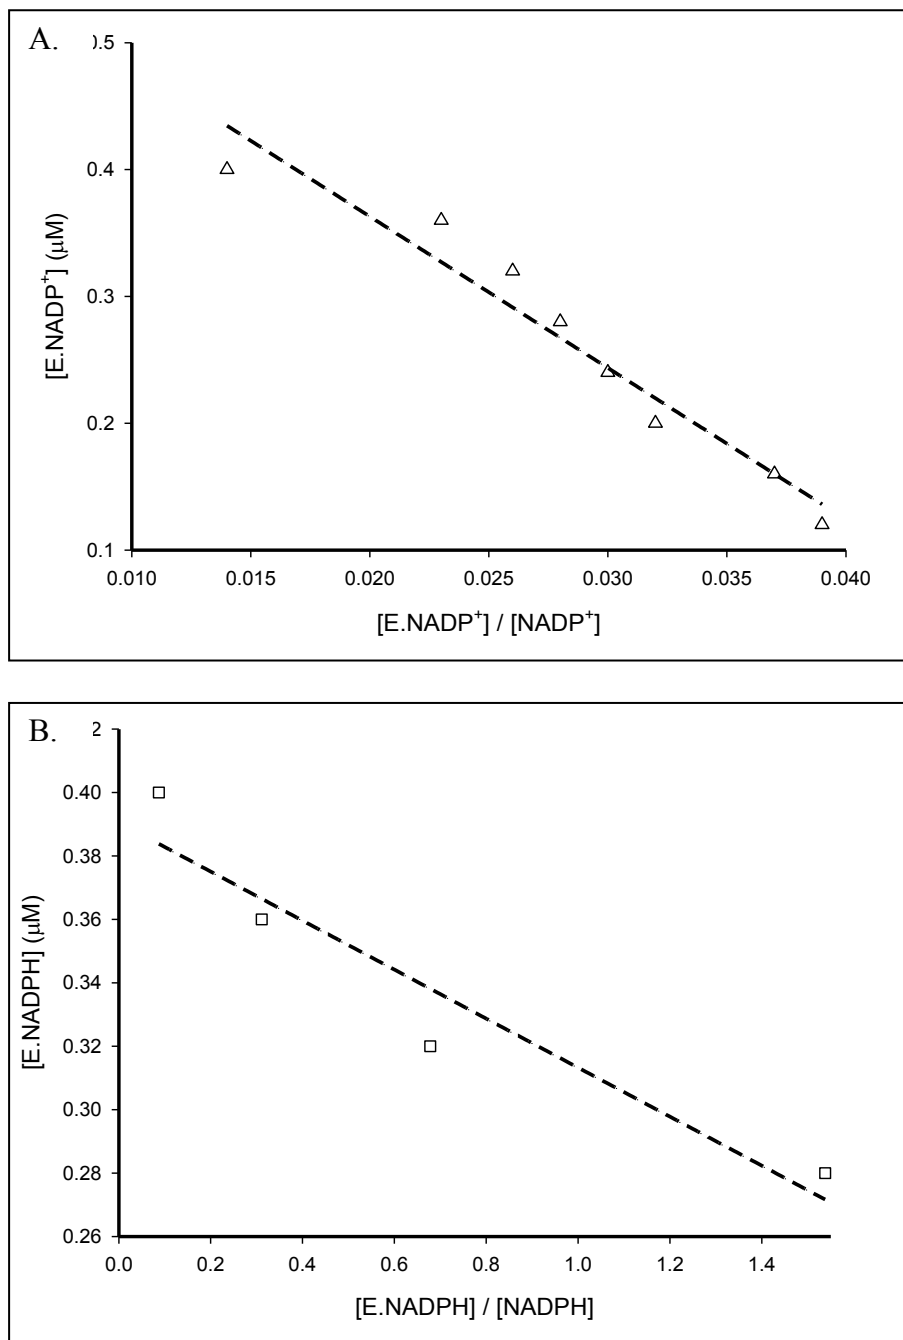 A.
).5
0.4
0.3
0.2
0.1
[E.NADP+] (μM)
0.010 0.015 0.020 0.025 0.030 0.035 0.040
[E.NADP+] / [NADP+]
B.
2
0.40
0.38
0.36
0.34
0.32
0.30
0.28
0.26
[E.NADPH] (μM)
0.0 0.2 0.4 0.6 0.8 1.0 1.2 1.4
[E.NADPH] / [NADPH]